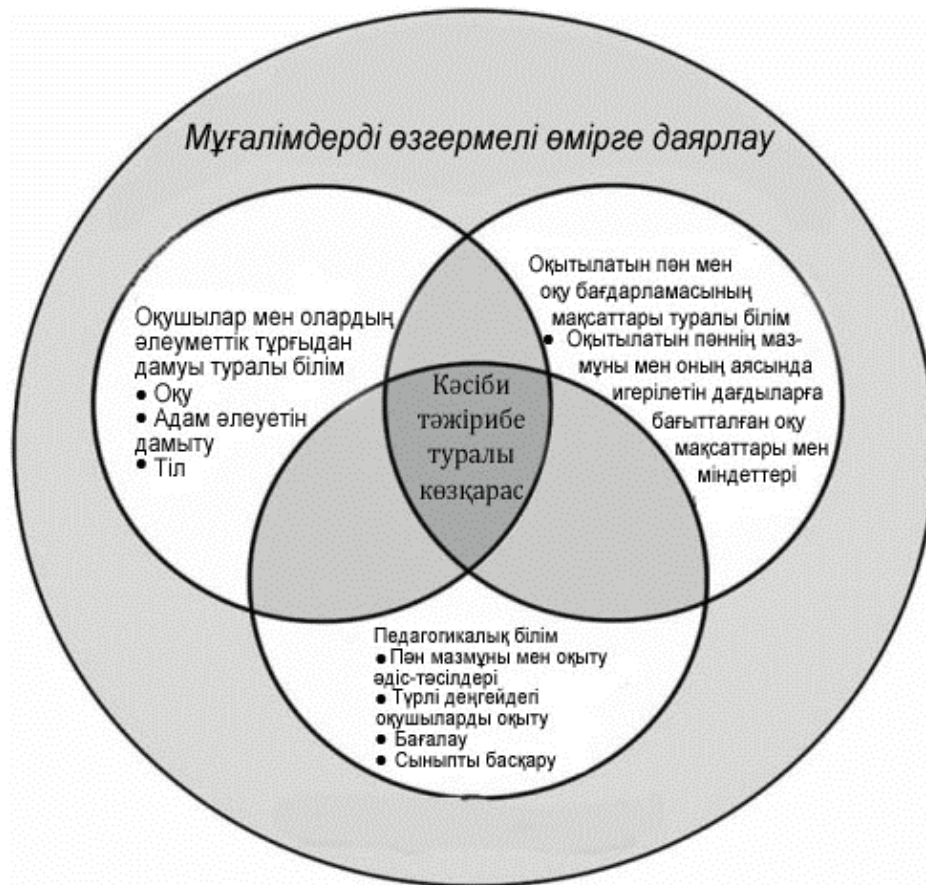 Мұғалімдерді өзгермелі өмірге даярлау
Оқушылар мен олардың
әлеуметтік тұрғыдан
дамуы туралы білім
• Оқу
• Адам әлеуетін
дамыту
• Тіл
Оқытылатын пән мен
оқу бағдарламасының
мақсаттары туралы білім
• Оқытылатын пәннің маз-
мұны мен оның аясында
игерілетін дағдыларға
бағытталған оқу
мақсаттары мен
міндеттері
Кәсіби
тәжірибе
туралы
көзқарас
Педагогикалық білім
• Пән мазмұны мен оқыту
әдіс-тәсілдері
• Түрлі деңгейдегі
оқушыларды оқыту
• Бағалау
• Сыныпты басқару